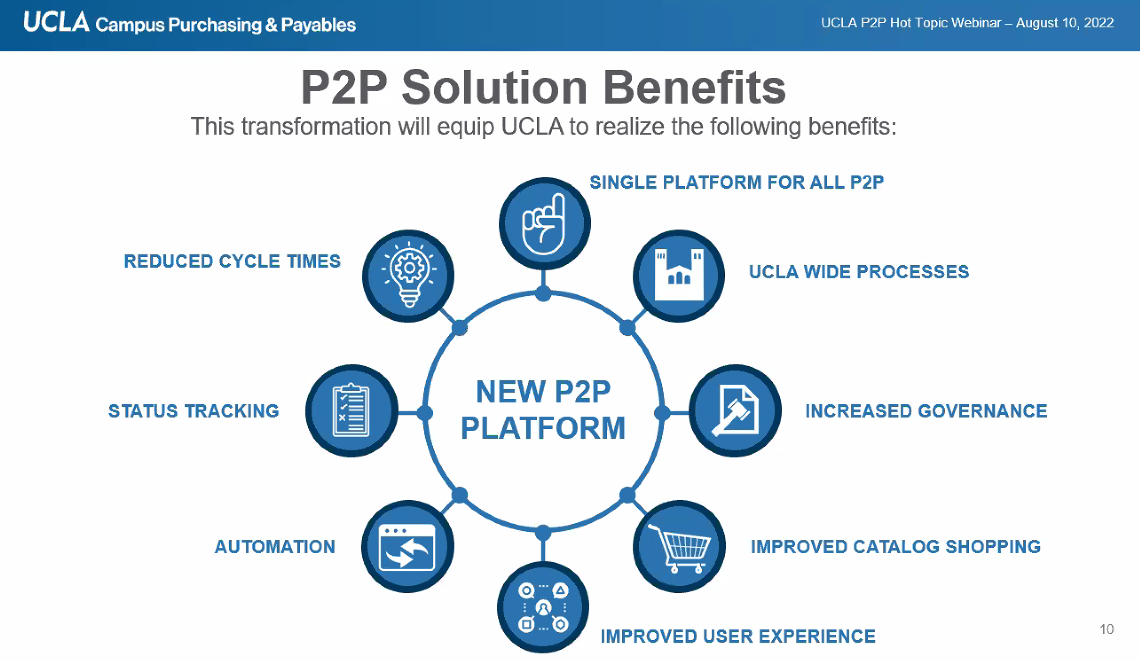 UCLA Campus Purchasing & Payables
UCLA P2P Hot Topic Webinar – August 10, 2022
P2P Solution Benefits
This transformation will equip UCLA to realize the following benefits:
SINGLE PLATFORM FOR ALL P2P
REDUCED CYCLE TIMES
UCLA WIDE PROCESSES
NEW P2P
PLATFORM
STATUS TRACKING
INCREASED GOVERNANCE
AUTOMATION
IMPROVED CATALOG SHOPPING
IMPROVED USER EXPERIENCE
10